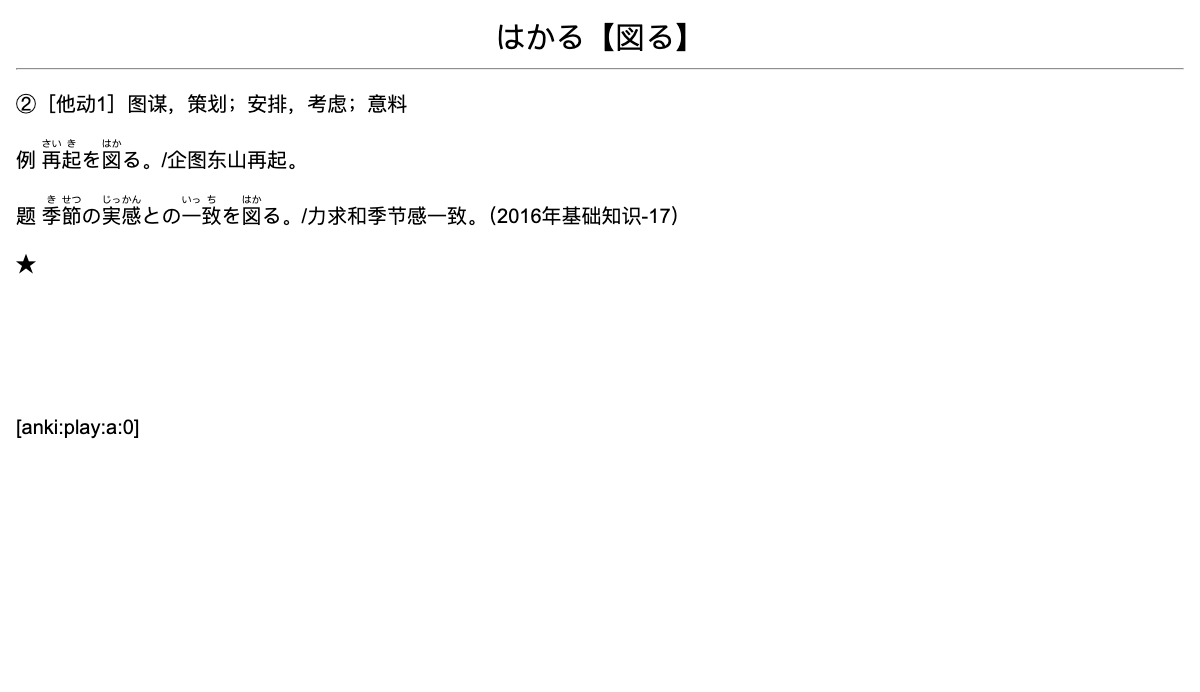 はかる【図る】
②［他动1］图谋，策划；安排，考虑；意料
さい き はか
例 再起を図る。/企图东山再起。
き せつ じっかん いっ ち はか
题 季節の実感との一致を図る。/力求和季节感一致。（2016年基础知识-17）
★
[anki:play:a:0]